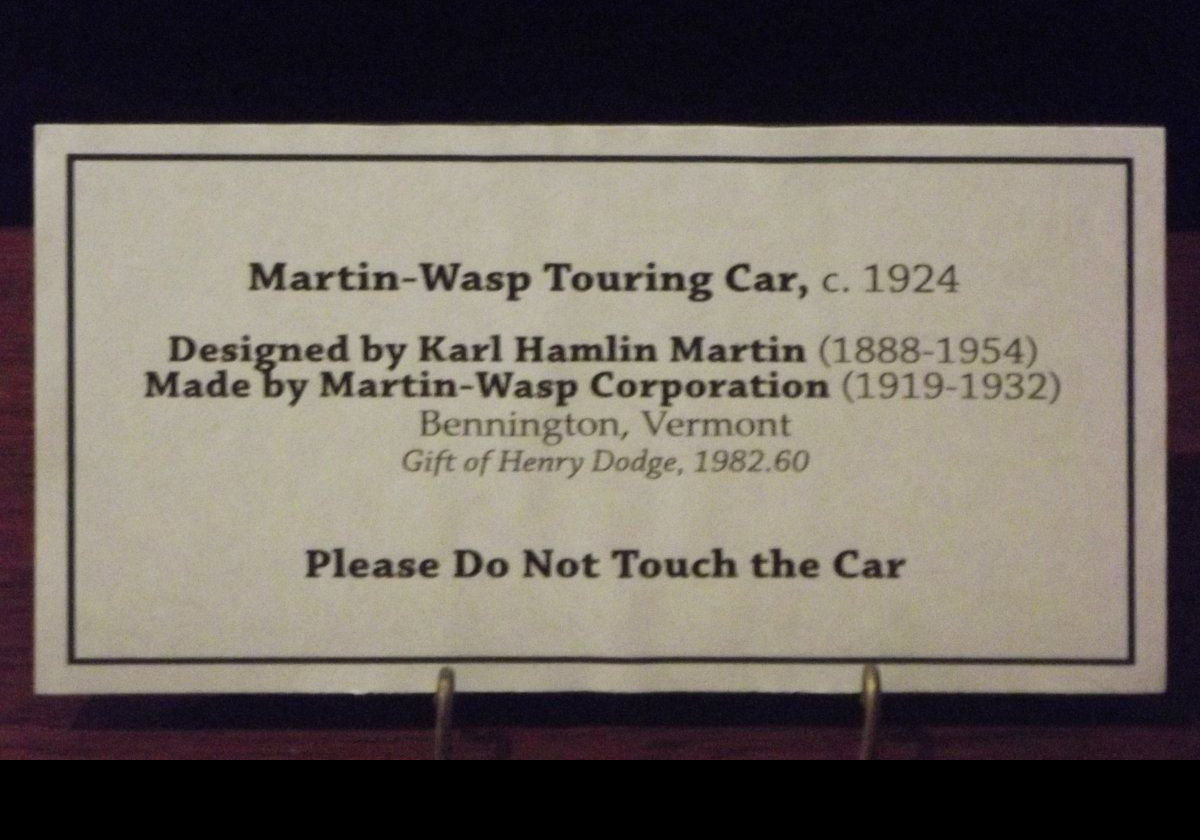 Martin-Wasp Touring Car, c. 1924
Designed by Karl Hamlin Martin (1888-1954)
Made by Martin-Wasp Corporation (1919-1932)
Bennington, Vermont
Gift of Henry Dodge, 1982.60
Please Do Not Touch the Car